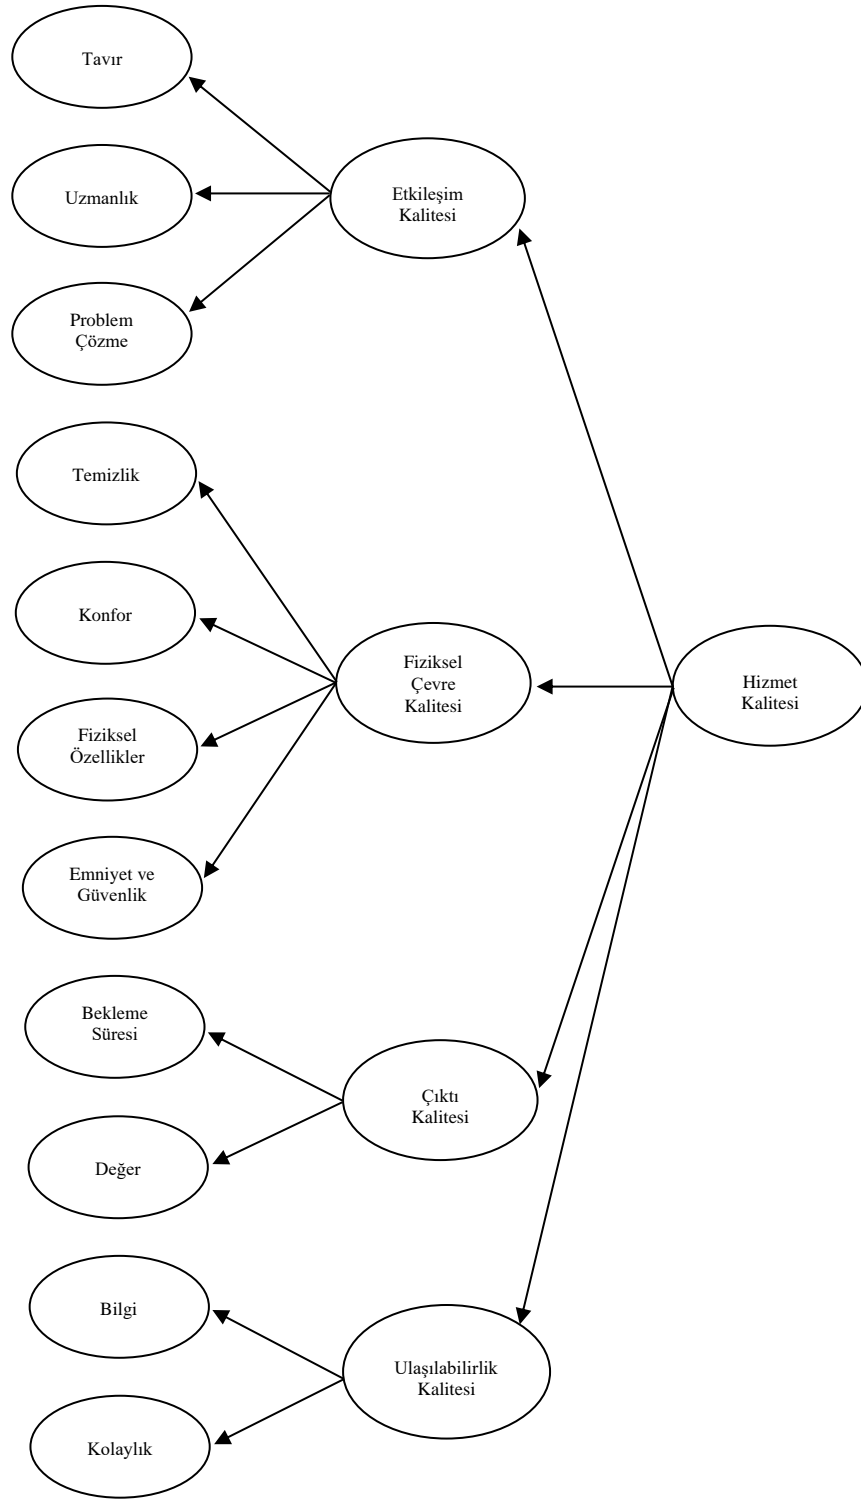 Tavır
Uzmanlık
Problem
Çözme
Etkileşim
Kalitesi
Temizlik
Konfor
Fiziksel
Özellikler
Emniyet ve
Güvenlik
Fiziksel
Çevre
Kalitesi
Hizmet
Kalitesi
Bekleme
Süresi
Değer
Çıktı
Kalitesi
Bilgi
Kolaylık
Ulaşılabilirlik
Kalitesi